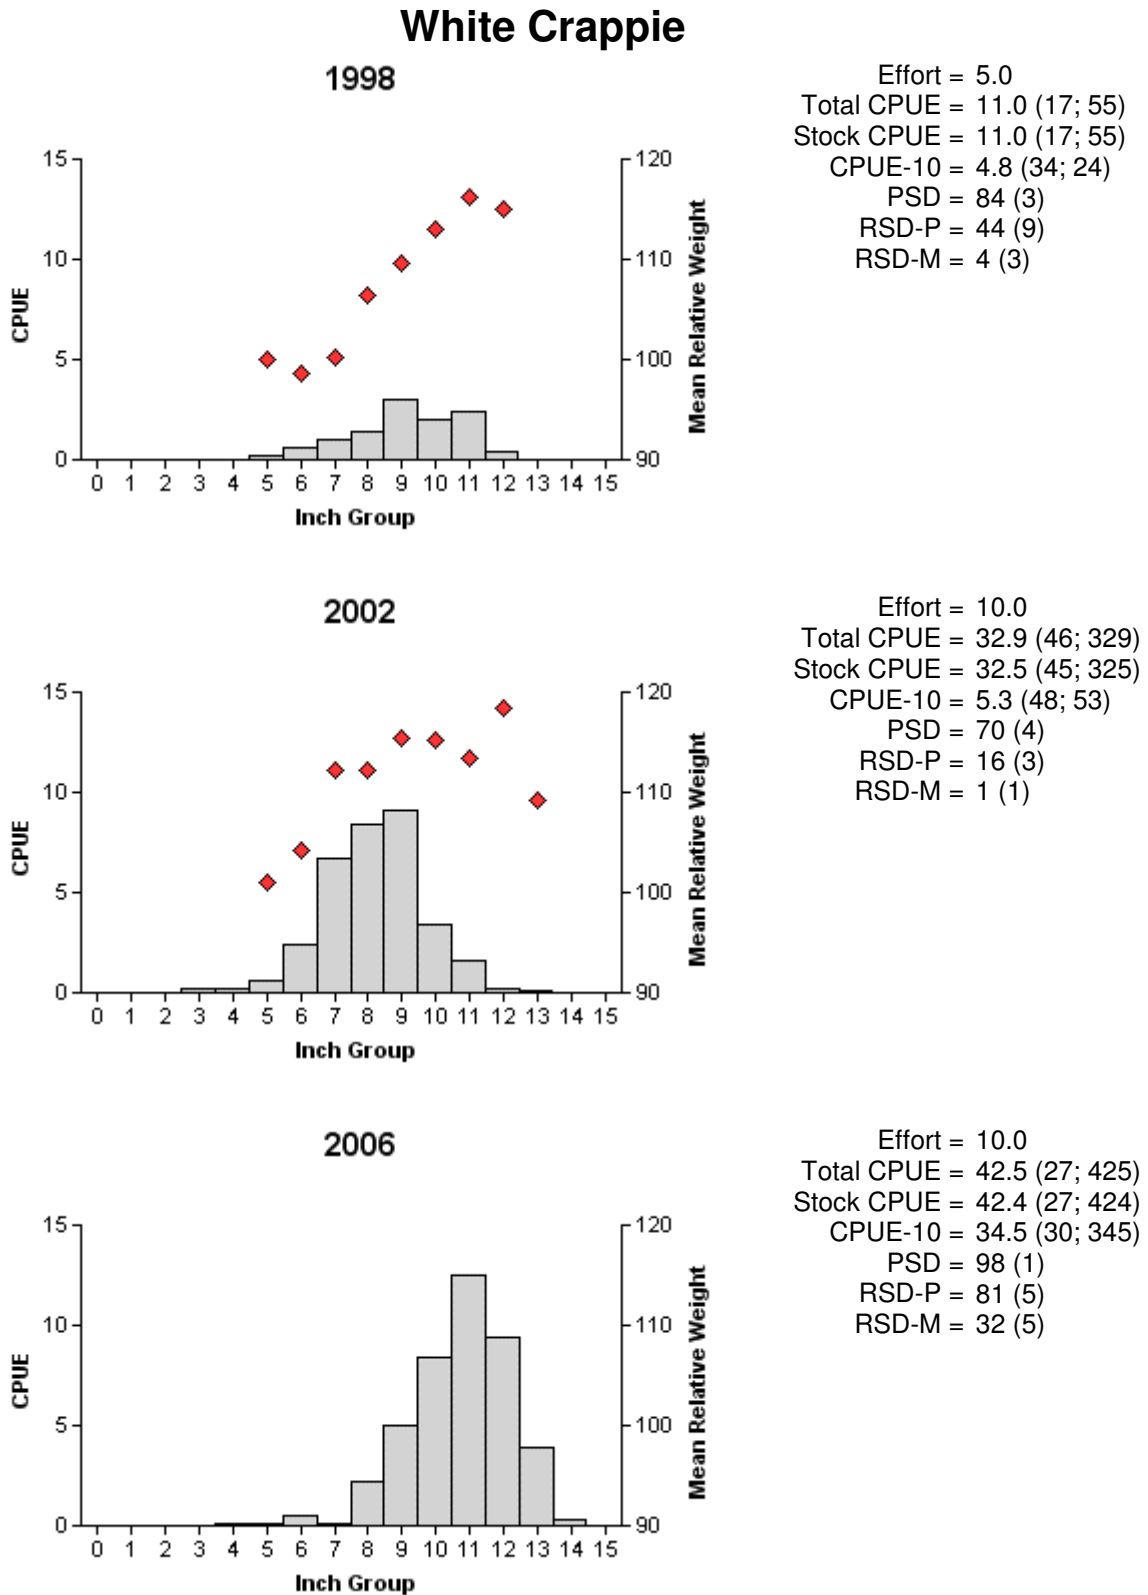 White Crappie
1998
Effort = 5.0
Total CPUE = 11.0 (17; 55)
Stock CPUE = 11.0 (17; 55)
CPUE-10 = 4.8 (34; 24)
PSD = 84 (3)
RSD-P = 44 (9)
RSD-M = 4 (3)
15
10
5
0
CPUE
120
110
100
90
Mean Relative Weight
0 1 2 3 4 5 6 7 8 9 10 11 12 13 14 15
Inch Group
2002
Effort = 10.0
Total CPUE = 32.9 (46; 329)
Stock CPUE = 32.5 (45; 325)
CPUE-10 = 5.3 (48; 53)
PSD = 70 (4)
RSD-P = 16 (3)
RSD-M = 1 (1)
15
10
5
0
CPUE
120
110
100
90
Mean Relative Weight
0 1 2 3 4 5 6 7 8 9 10 11 12 13 14 15
Inch Group
2006
Effort = 10.0
Total CPUE = 42.5 (27; 425)
Stock CPUE = 42.4 (27; 424)
CPUE-10 = 34.5 (30; 345)
PSD = 98 (1)
RSD-P = 81 (5)
RSD-M = 32 (5)
15
10
5
0
CPUE
120
110
100
90
Mean Relative Weight
0 1 2 3 4 5 6 7 8 9 10 11 12 13 14 15
Inch Group